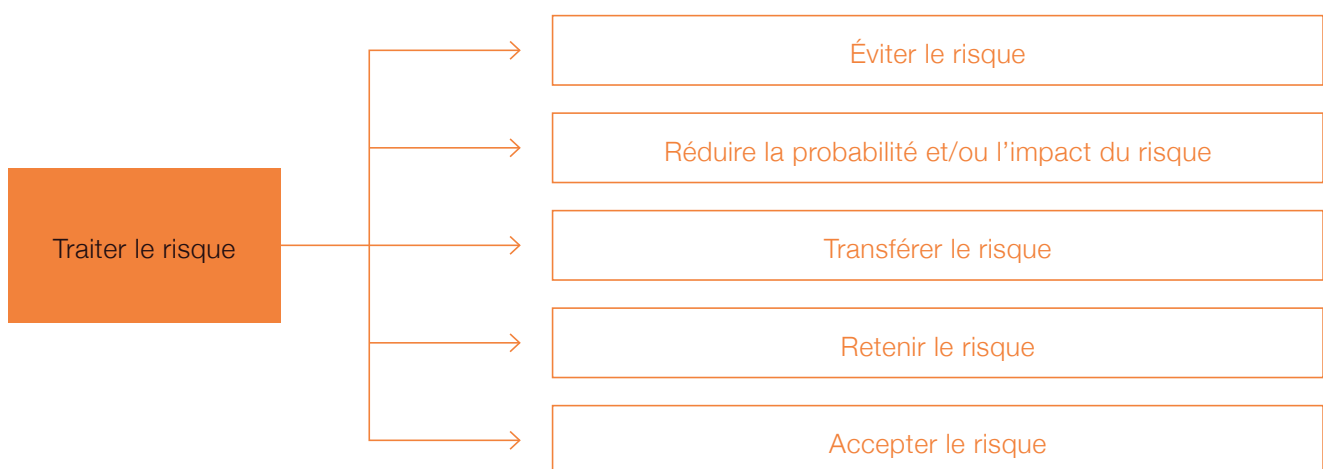 Éviter le risque
Réduire la probabilité et/ou l’impact du risque
Traiter le risque
Transférer le risque
Retenir le risque
Accepter le risque